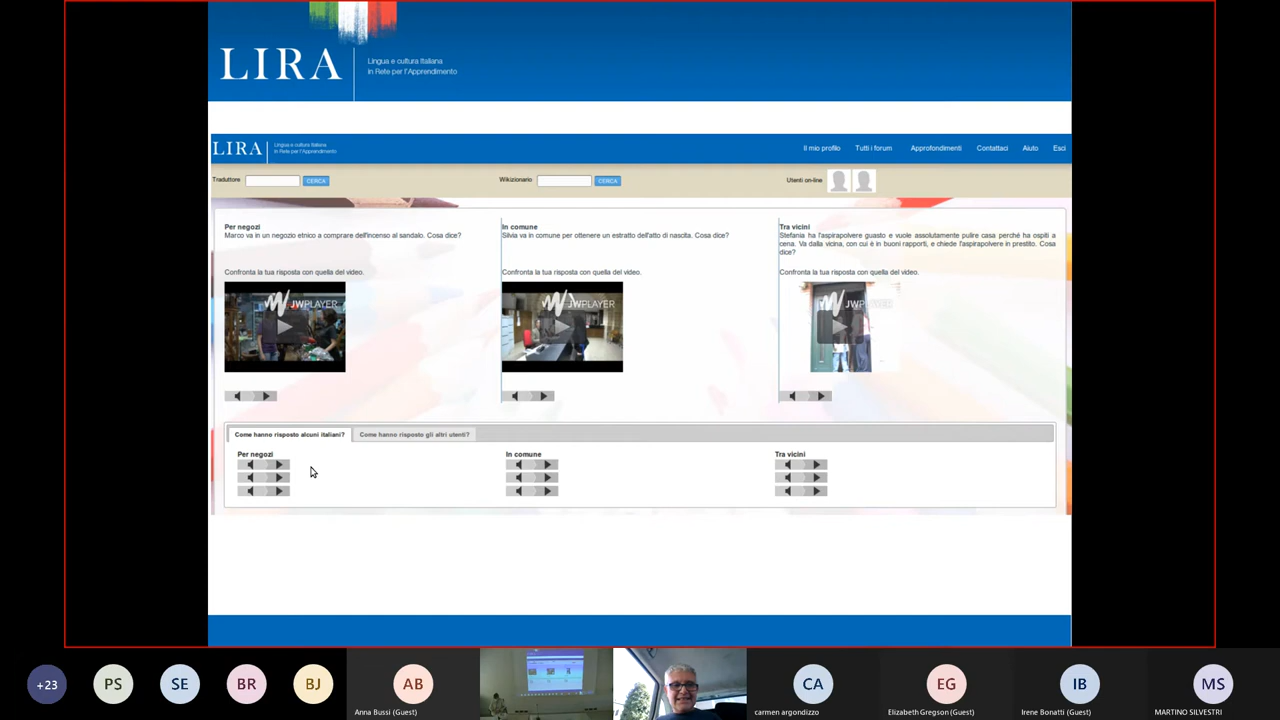 LIRA
Lingua e cultura Italiana
in Rete per l'Apprendimento
LIRA
Lingua e cultura Italiana
in Rete per l'Apprendimento
Il mio profilo
Tutti i forum
Approfondimenti
Contattaci
Aiuto
Esci
Traduttore
CERCA
Wikizionario
CERCA
Utenti on-line
Per negozi
Marco va in un negozio etnico a comprare dell'incenso al sandalo. Cosa dice?
Confronta la tua risposta con quella del video.
JWPLAYER
In comune
Silvia va in comune per ottenere un estratto dell'atto di nascita. Cosa dice?
Confronta la tua risposta con quella del video.
JWPLAYER
Tra vicini
Stefania ha l'aspirapolvere guasto e vuole assolutamente pulire casa perché ha ospiti a
cena. Va dalla vicina, con cui è in buoni rapporti, e chiede l'aspirapolvere in prestito. Cosa
dice?
Confronta la tua risposta con quella del video.
JWPLAYER
Come hanno risposto alcuni italiani?
Come hanno risposto gli altri utenti?
Per negozi
In comune
Tra vicini
+23
PS
SE
BR
BJ
AB
Anna Bussi (Guest)
CA
carmen argondizzo
EG
Elizabeth Gregson (Guest)
IB
Irene Bonatti (Guest)
MS
MARTINO SILVESTRI